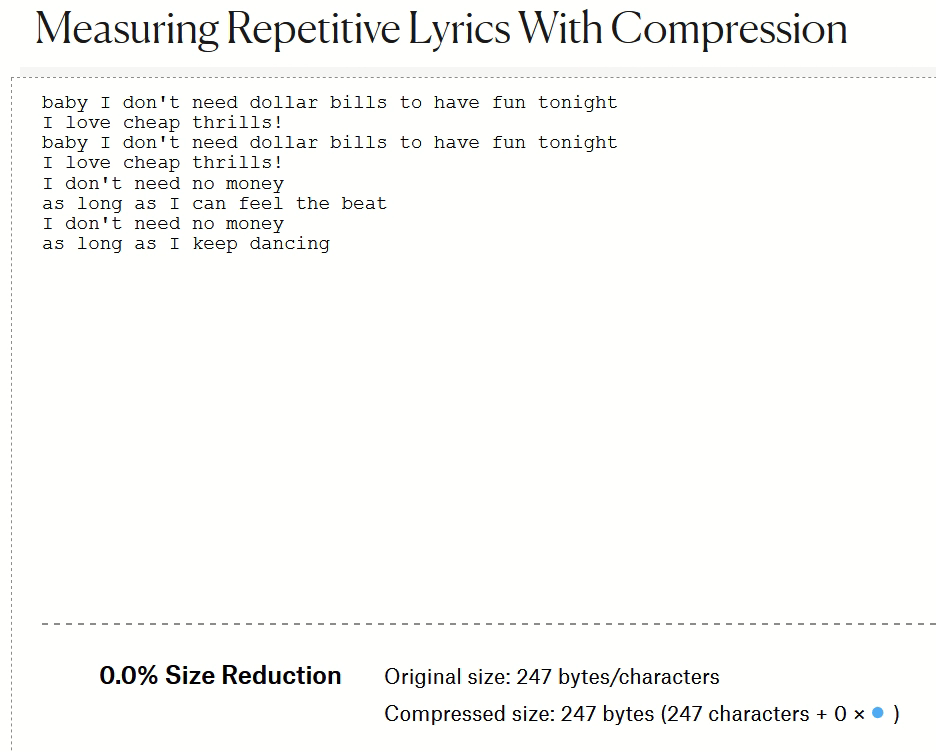 Measuring Repetitive Lyrics With Compression
baby I don't need dollar bills to have fun tonight
I love cheap thrills!
baby I don't need dollar bills to have fun tonight
I love cheap thrills!
I don't need no money
as long as I can feel the beat
I don't need no money
as long as I keep dancing
0.0% Size Reduction
Original size: 247 bytes/characters
Compressed size: 247 bytes (247 characters + 0 × ● )